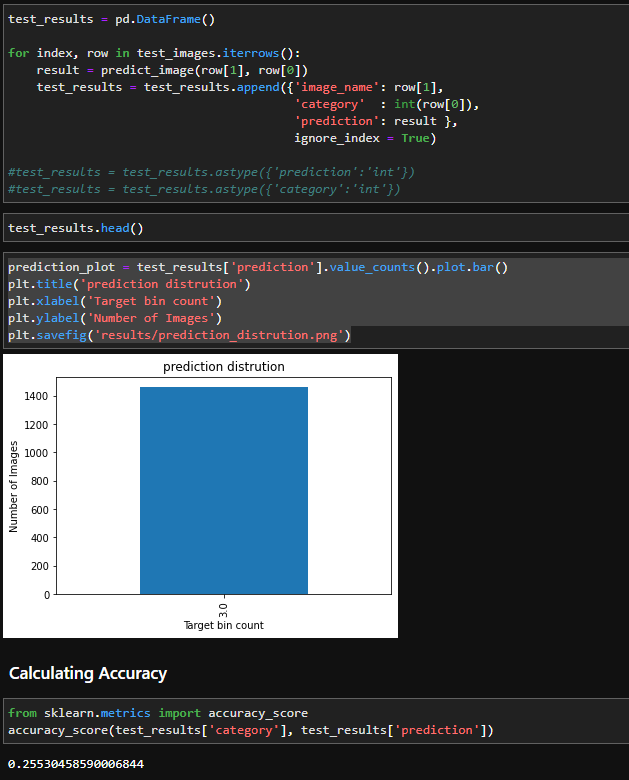 test_results = pd.DataFrame()
for index, row in test_images.iterrows():
    result = predict_image(row[1], row[0])
    test_results = test_results.append({'image_name': row[1],
                                        'category'  : int(row[0]),
                                        'prediction': result },
                                        ignore_index = True)
#test_results = test_results.astype({'prediction':'int'})
#test_results = test_results.astype({'category':'int'})
test_results.head()
prediction_plot = test_results['prediction'].value_counts().plot.bar()
plt.title('prediction distrution')
plt.xlabel('Target bin count')
plt.ylabel('Number of Images')
plt.savefig('results/prediction_distrution.png')
prediction distrution
1400
1200
1000
800
600
400
200
0
Number of Images
3.0
Target bin count
Calculating Accuracy
from sklearn.metrics import accuracy_score
accuracy_score(test_results['category'], test_results['prediction'])
0.25530458590006844